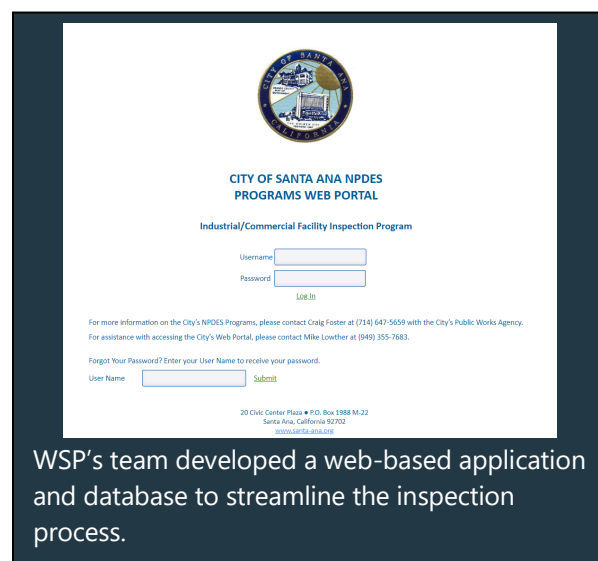 CITY OF SANTA ANA
CALIFORNIA
CITY OF SANTA ANA NPDES
PROGRAMS WEB PORTAL
Industrial/Commercial Facility Inspection Program
Username
Password
Log In
For more information on the City's NPDES Programs, please contact Craig Foster at (714) 647-5659 with the City's Public Works Agency.
For assistance with accessing the City's Web Portal, please contact Mike Lowther at (949) 355-7683.
Forgot Your Password? Enter your User Name to receive your password.
User Name
Submit
20 Civic Center Plaza ● P.O. Box 1988 M-22
Santa Ana, California 92702
www.santa-ana.org
WSP's team developed a web-based application
and database to streamline the inspection
process.